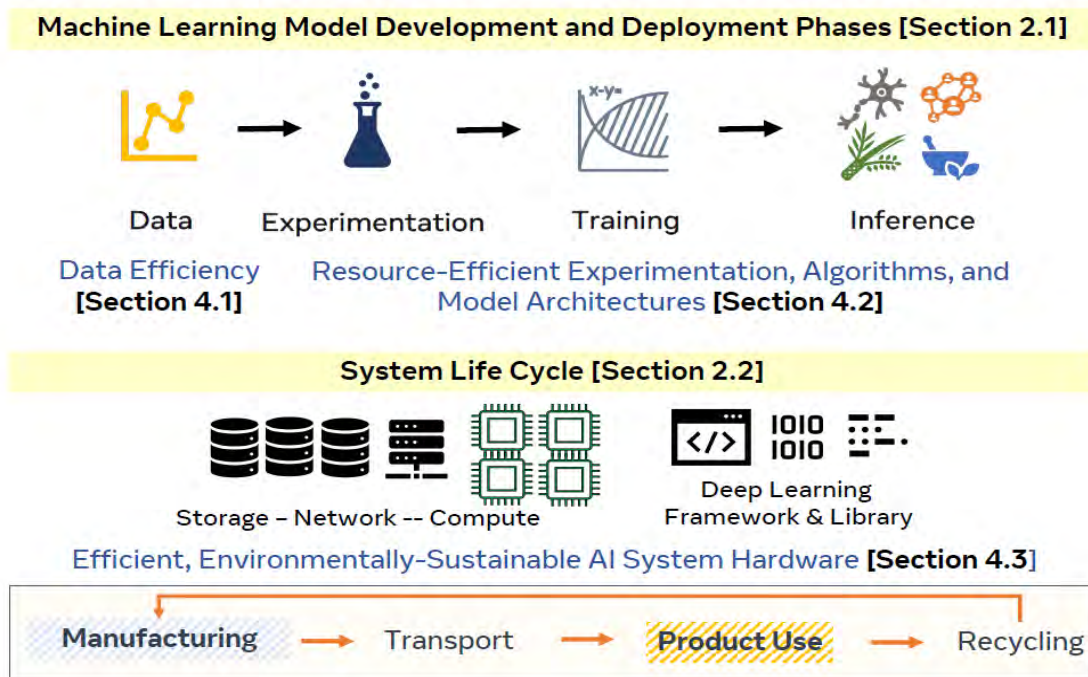 Machine Learning Model Development and Deployment Phases [Section 2.1]
x-y=
Data
Experimentation
Training
Inference
Data Efficiency
[Section 4.1]
Resource-Efficient Experimentation, Algorithms, and
Model Architectures [Section 4.2]
System Life Cycle [Section 2.2]
</>
1010
1010
Storage – Network -- Compute
Deep Learning
Framework & Library
Efficient, Environmentally-Sustainable AI System Hardware [Section 4.3]
Manufacturing
Transport
Product Use
Recycling